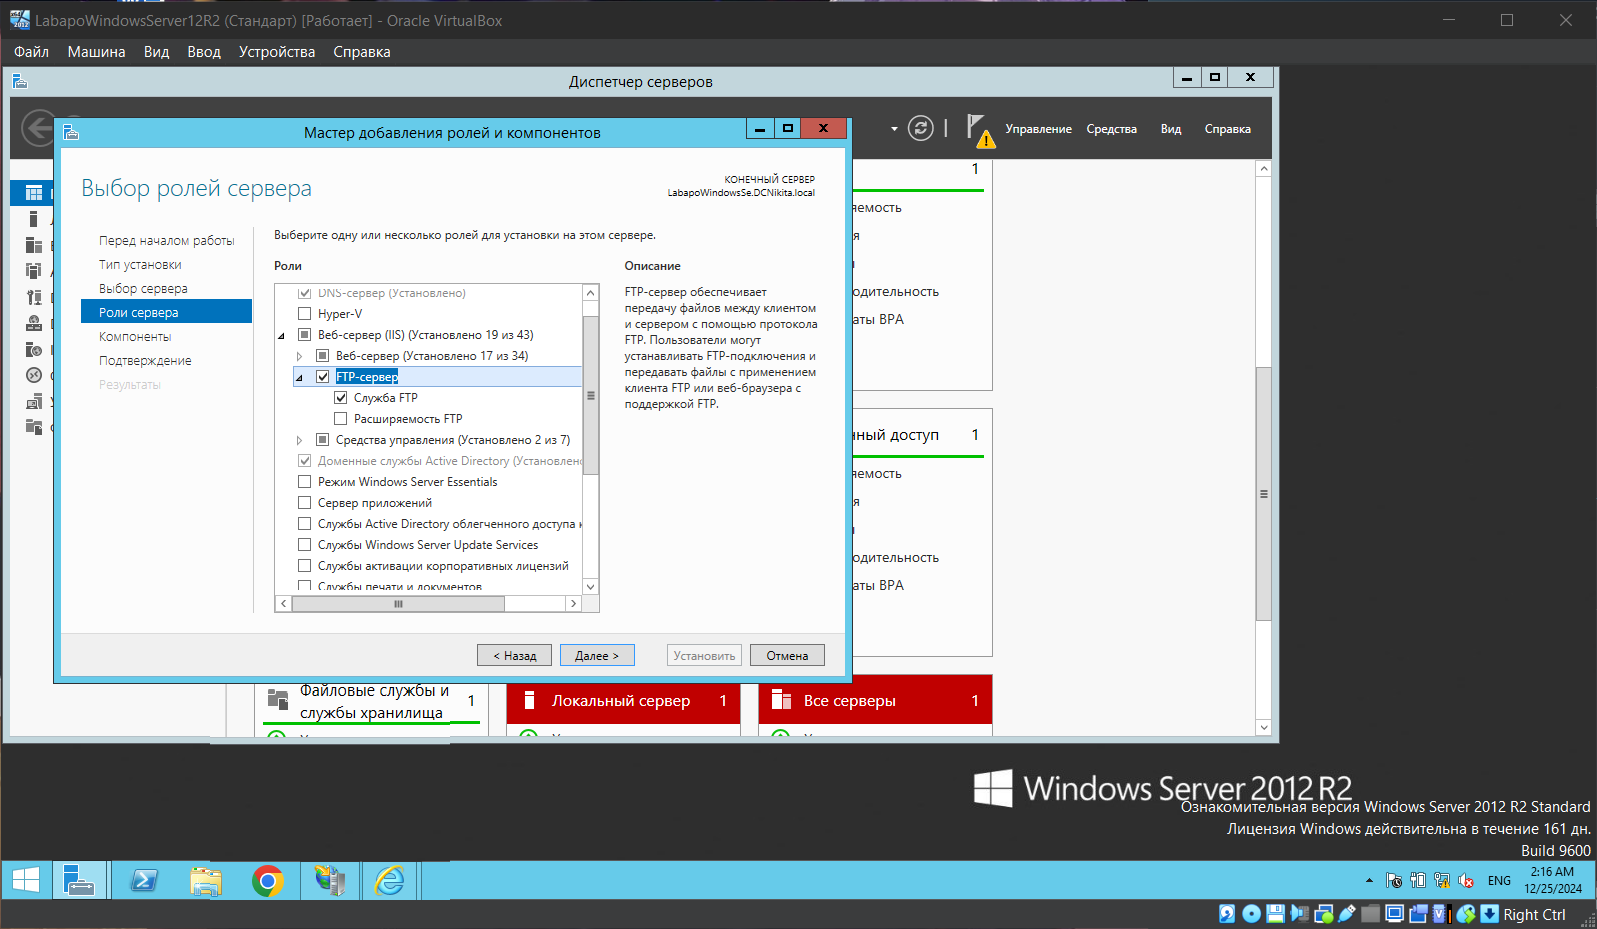 LabapoWindowsServer12R2 (Стандарт) [Работает] - Oracle VirtualBox
Файл Машина Вид Ввод Устройства Справка
Диспетчер серверов
Управление Средства Вид Справка
Мастер добавления ролей и компонентов
Выбор ролей сервера
КОНЕЧНЫЙ СЕРВЕР
LabapoWindowsSe.DCNikita.local
Перед началом работы
Тип установки
Выбор сервера
Роли сервера
Компоненты
Подтверждение
Результаты
Выберите одну или несколько ролей для установки на этом сервере.
Роли
DNS-сервер (Установлено)
Hyper-V
Веб-сервер (IIS) (Установлено 19 из 43)
Веб-сервер (Установлено 17 из 34)
FTP-сервер
Служба FTP
Расширяемость FTP
Средства управления (Установлено 2 из 7)
Доменные службы Active Directory (Установлено
Режим Windows Server Essentials
Сервер приложений
Службы Active Directory облегченного доступа к
Службы Windows Server Update Services
Службы активации корпоративных лицензий
Службы печати и документов
Описание
FTP-сервер обеспечивает
передачу файлов между клиентом
и сервером с помощью протокола
FTP. Пользователи могут
устанавливать FTP-подключения и
передавать файлы с применением
клиента FTP или веб-браузера с
поддержкой FTP.
< Назад Далее > Установить Отмена
1
яемость
я
одительность
аты BPA
нный доступ 1
яемость
я
одительность
аты BPA
Файловые службы и
службы хранилища 1
Локальный сервер 1
Все серверы 1
Windows Server 2012 R2
Ознакомительная версия Windows Server 2012 R2 Standard
Лицензия Windows действительна в течение 161 дн.
Build 9600
ENG
2:16 AM
12/25/2024
Right Ctrl